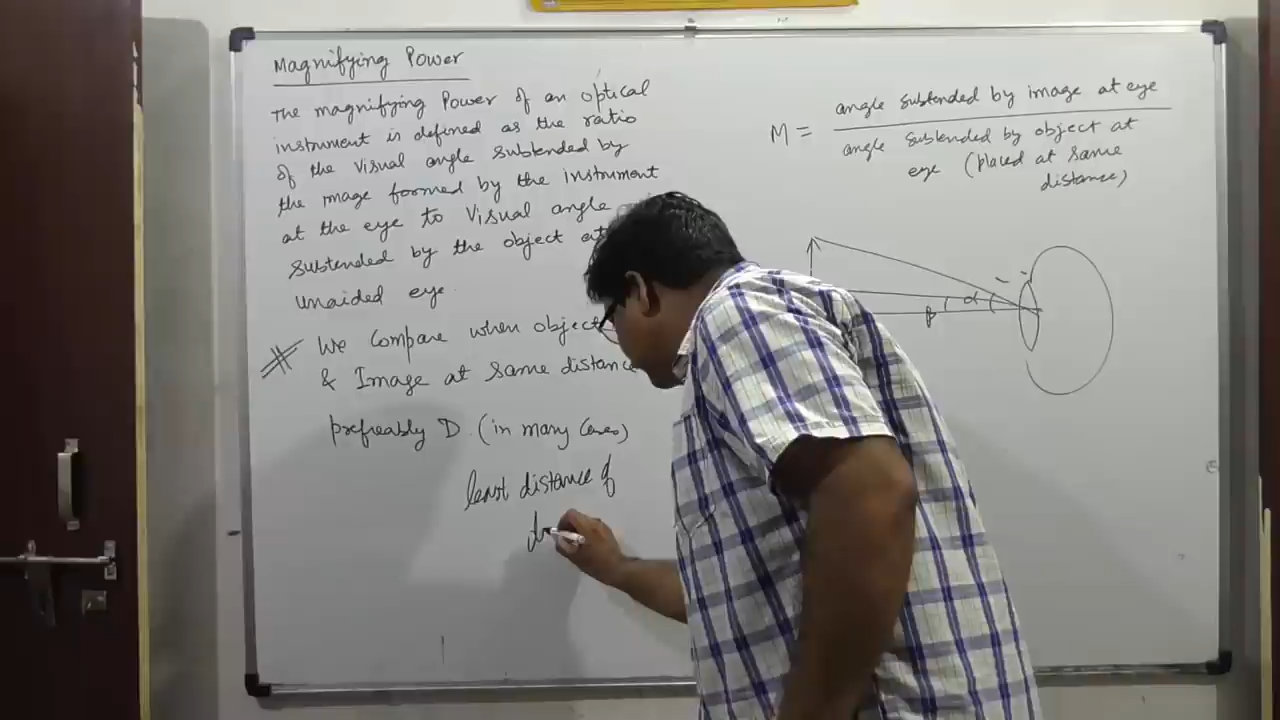 Magnifying Power
The magnifying Power of an optical
instrument is defined as the ratio
of the visual angle subtended by
the image formed by the instrument
at the eye to visual angle
subtended by the object at
unaided eye.
We Compare when object
& Image at same distance
prefreably D (in many Cases)
least distance of
M = angle subtended by image at eye
angle subtended by object at
eye (placed at same
distance)
β α